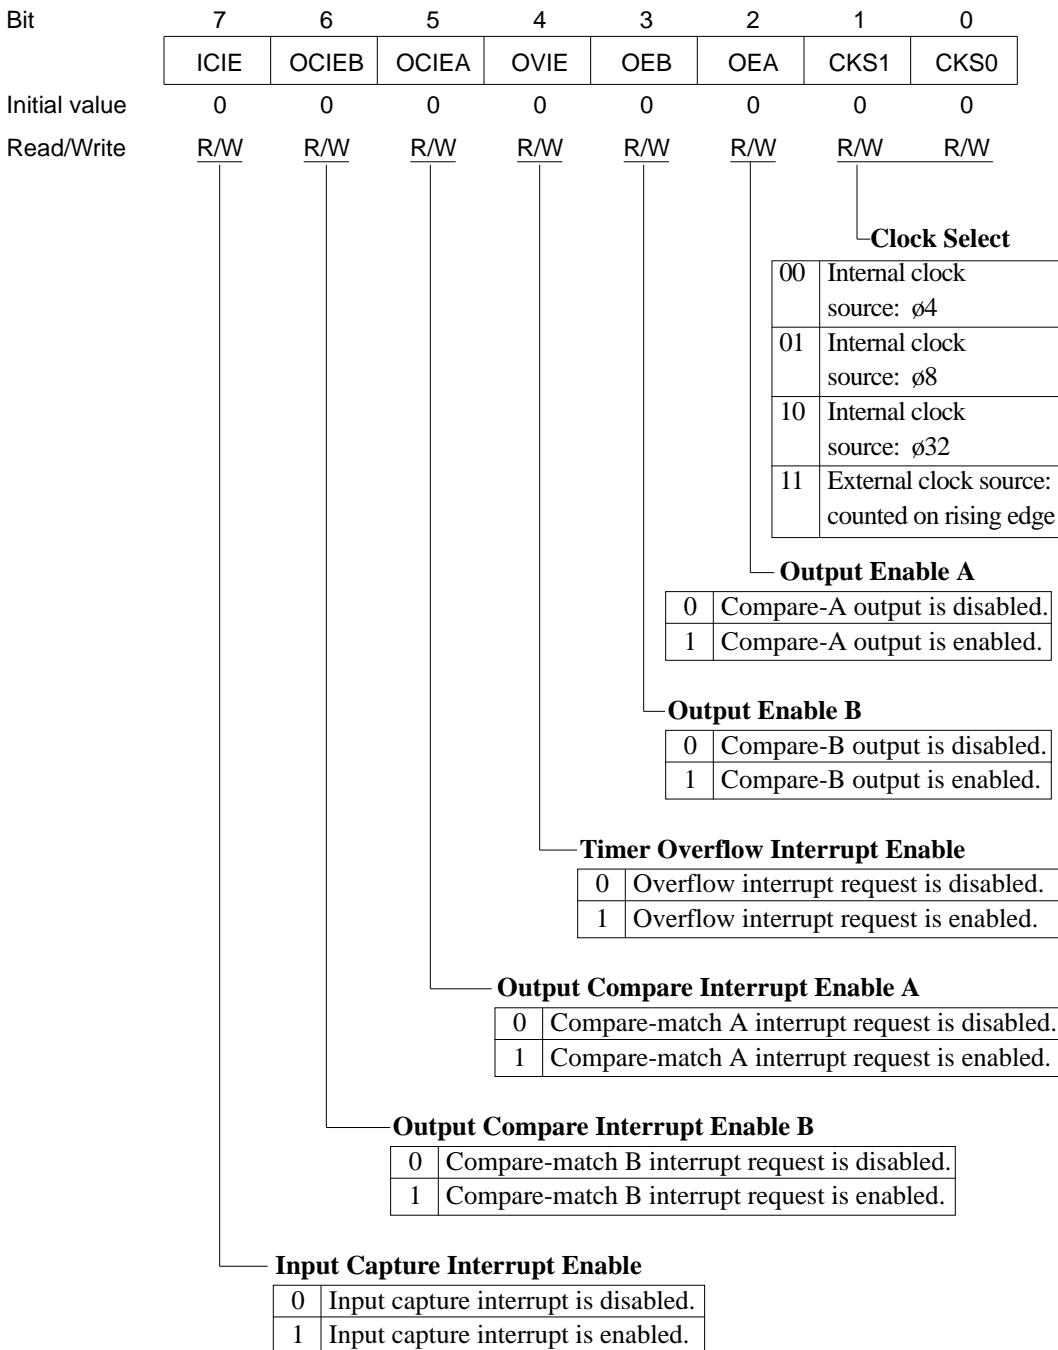 Bit 7 6 5 4 3 2 1 0
ICIE OCIEB OCIEA OVIE OEB OEA CKS1 CKS0
Initial value 0 0 0 0 0 0 0 0
Read/Write R/W R/W R/W R/W R/W R/W R/W R/W
Clock Select
00 Internal clock
source: ø4
01 Internal clock
source: ø8
10 Internal clock
source: ø32
11 External clock source:
counted on rising edge
Output Enable A
0 Compare-A output is disabled.
1 Compare-A output is enabled.
Output Enable B
0 Compare-B output is disabled.
1 Compare-B output is enabled.
Timer Overflow Interrupt Enable
0 Overflow interrupt request is disabled.
1 Overflow interrupt request is enabled.
Output Compare Interrupt Enable A
0 Compare-match A interrupt request is disabled.
1 Compare-match A interrupt request is enabled.
Output Compare Interrupt Enable B
0 Compare-match B interrupt request is disabled.
1 Compare-match B interrupt request is enabled.
Input Capture Interrupt Enable
0 Input capture interrupt is disabled.
1 Input capture interrupt is enabled.